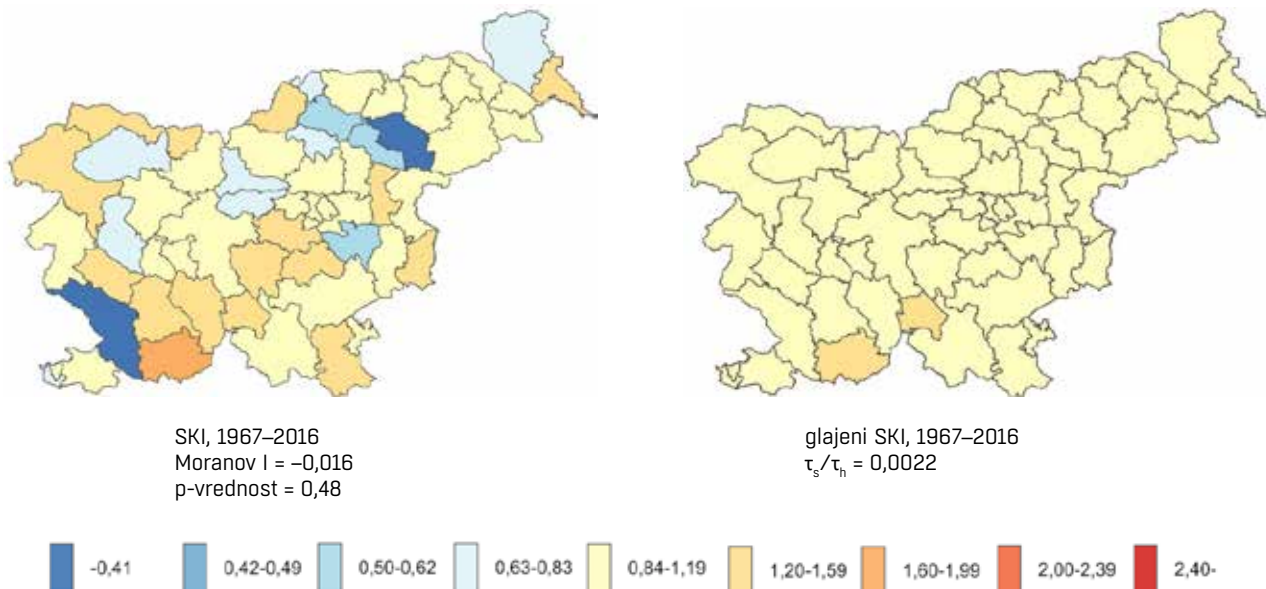 SKI, 1967–2016
Moranov I = –0,016
p-vrednost = 0,48
glajeni SKI, 1967–2016
τₛ/τₕ = 0,0022
-0,41 0,42-0,49 0,50-0,62 0,63-0,83 0,84-1,19 1,20-1,59 1,60-1,99 2,00-2,39 2,40-